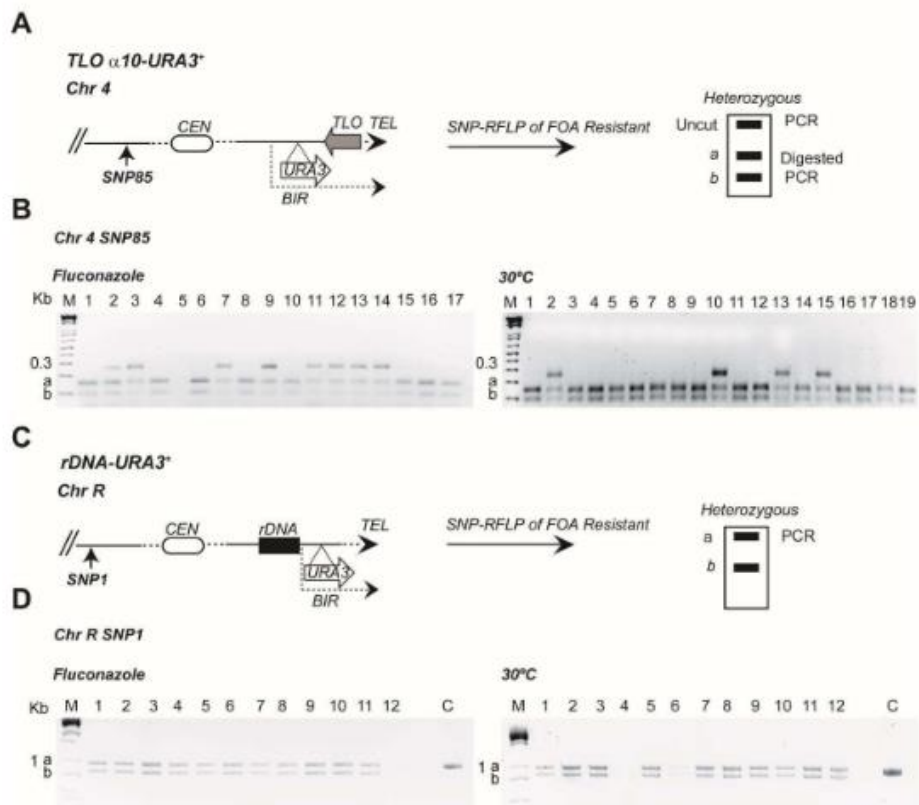 A
TLO α10-URA3+
Chr 4
CEN
TLO TEL
SNP85
URA3
BIR
SNP-RFLP of FOA Resistant
Heterozygous
Uncut PCR
a Digested
b PCR
B
Chr 4 SNP85
Fluconazole
Kb M 1 2 3 4 5 6 7 8 9 10 11 12 13 14 15 16 17
0.3
a
b
30ºC
M 1 2 3 4 5 6 7 8 9 10 11 12 13 14 15 16 17 18 19
C
rDNA-URA3+
Chr R
CEN rDNA TEL
SNP1
URA3
BIR
SNP-RFLP of FOA Resistant
Heterozygous
a PCR
b
D
Chr R SNP1
Fluconazole
Kb M 1 2 3 4 5 6 7 8 9 10 11 12 C
1 a
b
30ºC
M 1 2 3 4 5 6 7 8 9 10 11 12 C
1 a
b